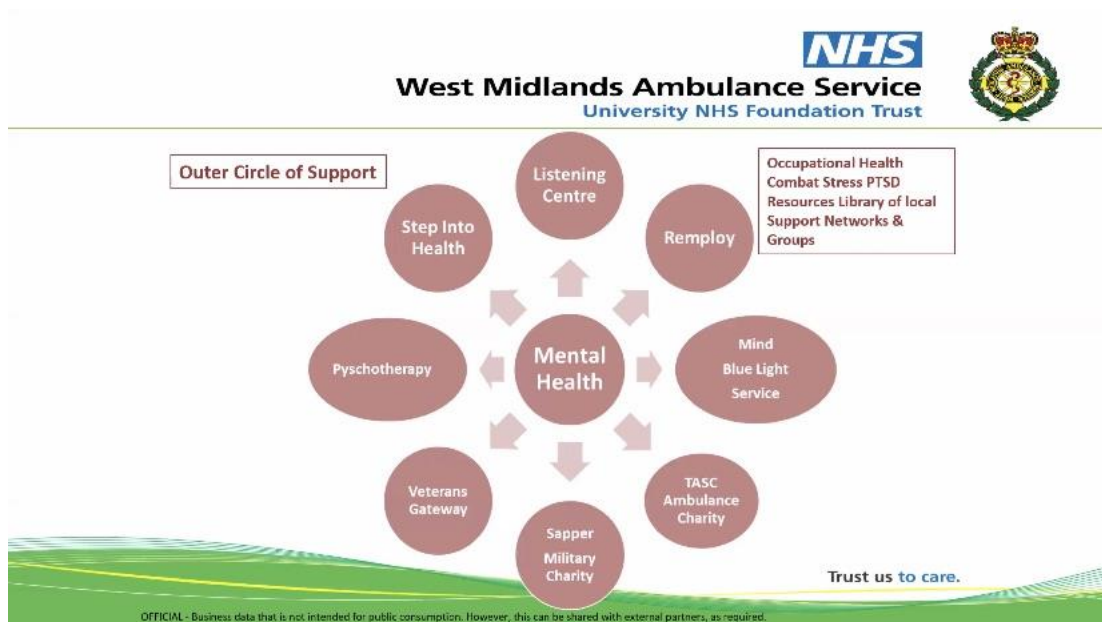 NHS
West Midlands Ambulance Service
University NHS Foundation Trust
Outer Circle of Support
Listening
Centre
Occupational Health
Combat Stress PTSD
Resources Library of local
Support Networks &
Groups
Step Into
Health
Remploy
Pyschotherapy
Mental
Health
Mind
Blue Light
Service
Veterans
Gateway
TASC
Ambulance
Charity
Sapper
Military
Charity
Trust us to care.
OFFICIAL - Business data that is not intended for public consumption. However, this can be shared with external partners, as required.